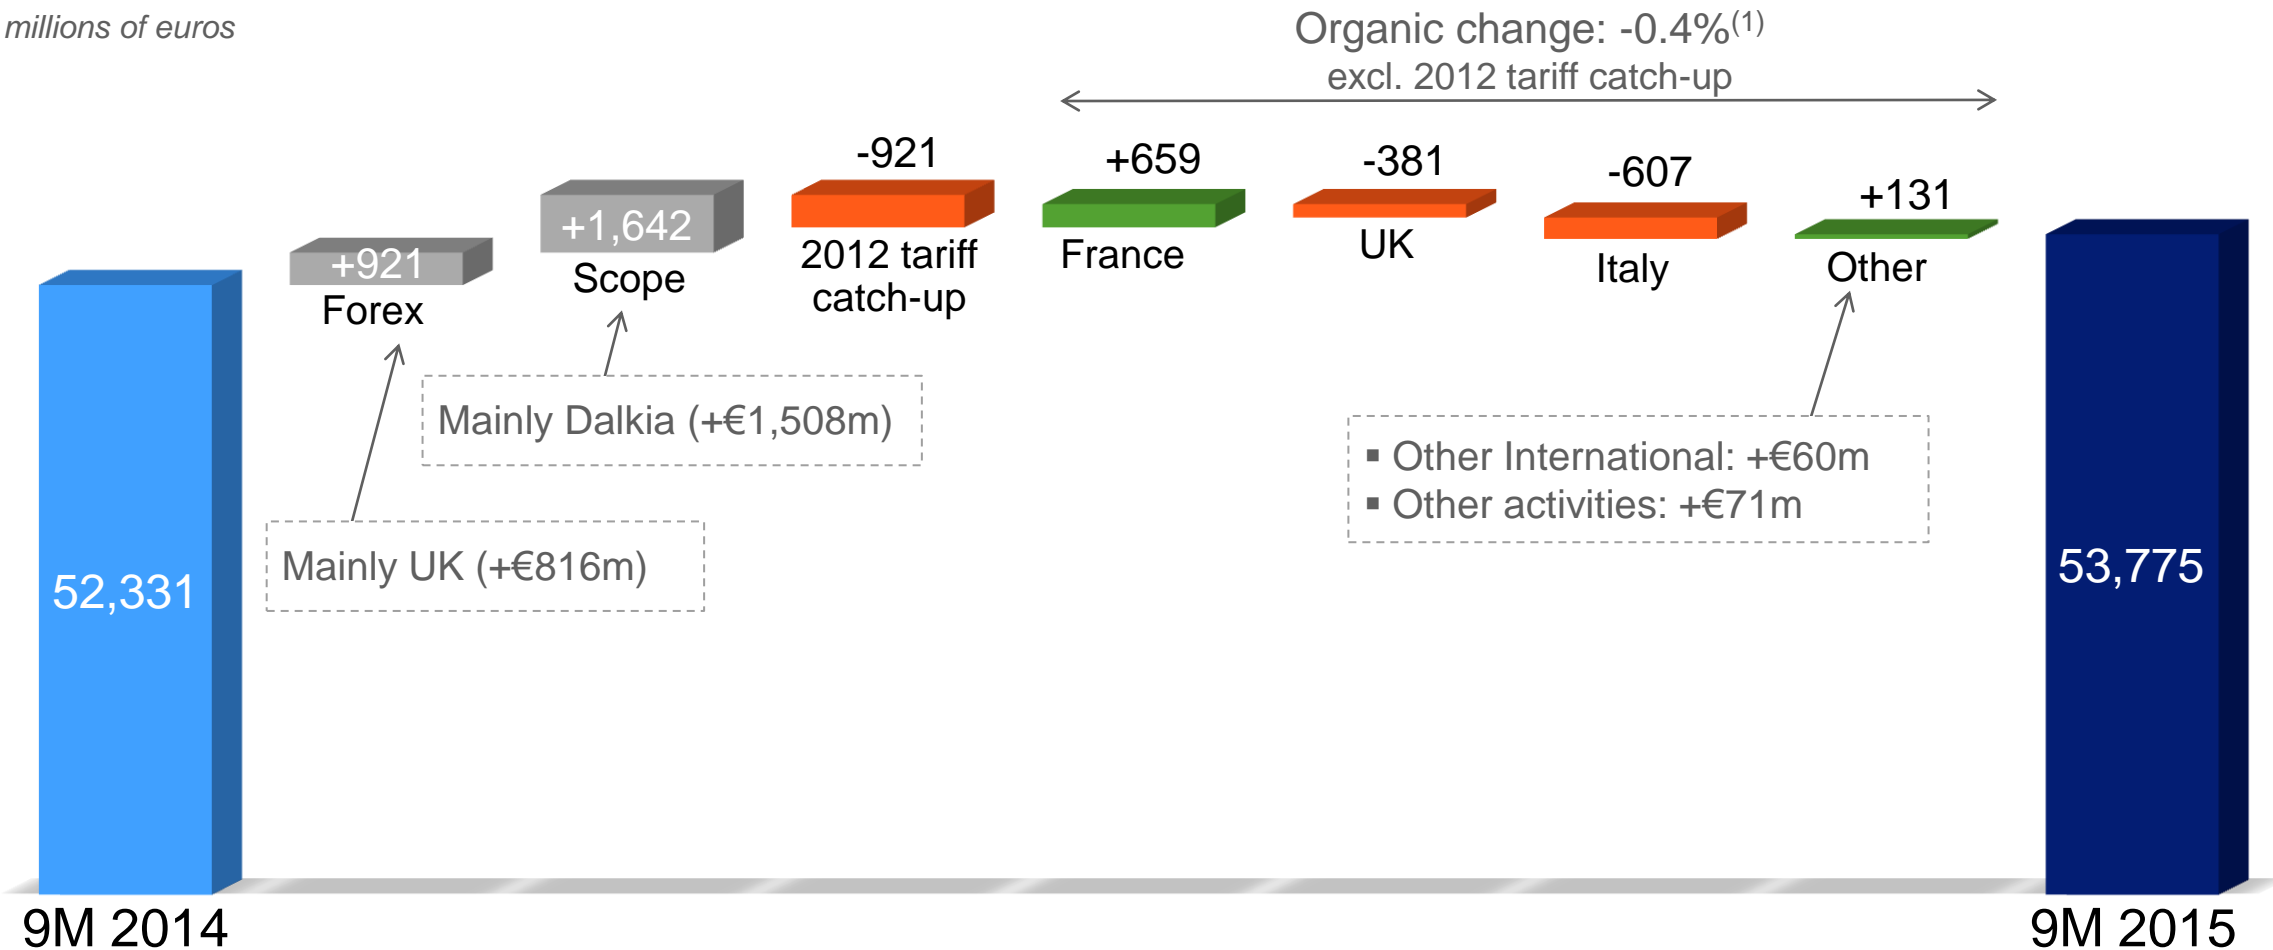 millions of euros
Organic change: -0.4%(1)
excl. 2012 tariff catch-up
52,331
9M 2014
+921
Forex
Mainly UK (+€816m)
+1,642
Scope
Mainly Dalkia (+€1,508m)
-921
2012 tariff
catch-up
+659
France
-381
UK
-607
Italy
+131
Other
▪ Other International: +€60m
▪ Other activities: +€71m
53,775
9M 2015